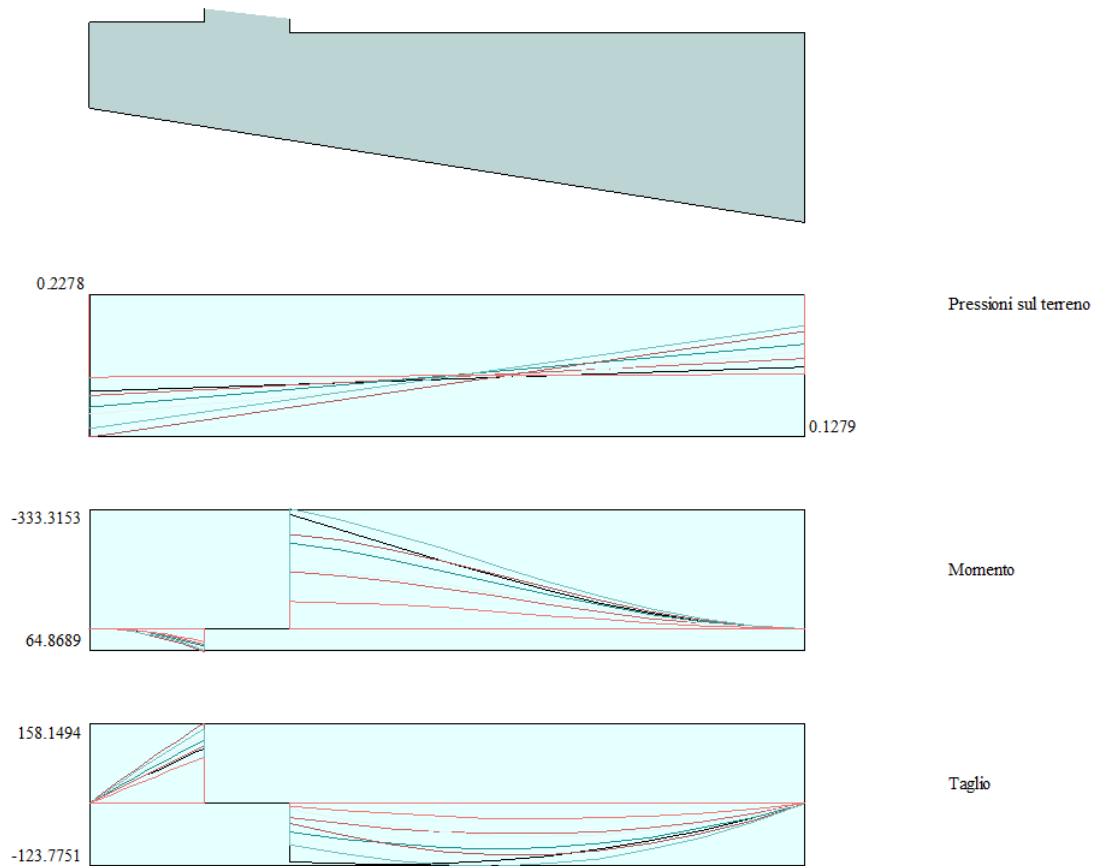 0.2278
Pressioni sul terreno
0.1279
-333.3153
Momento
64.8689
158.1494
Taglio
-123.7751